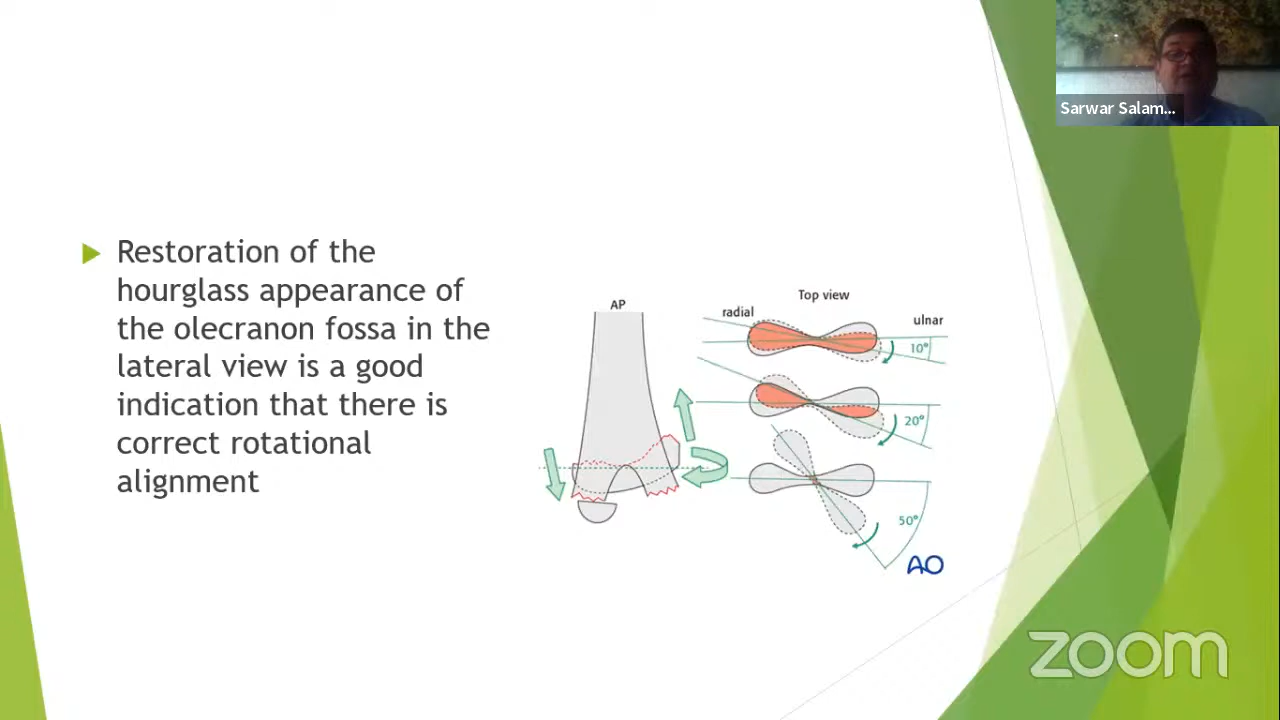 Sarwar Salam...
Restoration of the
hourglass appearance of
the olecranon fossa in the
lateral view is a good
indication that there is
correct rotational
alignment
AP
Top view
radial
ulnar
10°
20°
50°
AO
zoom